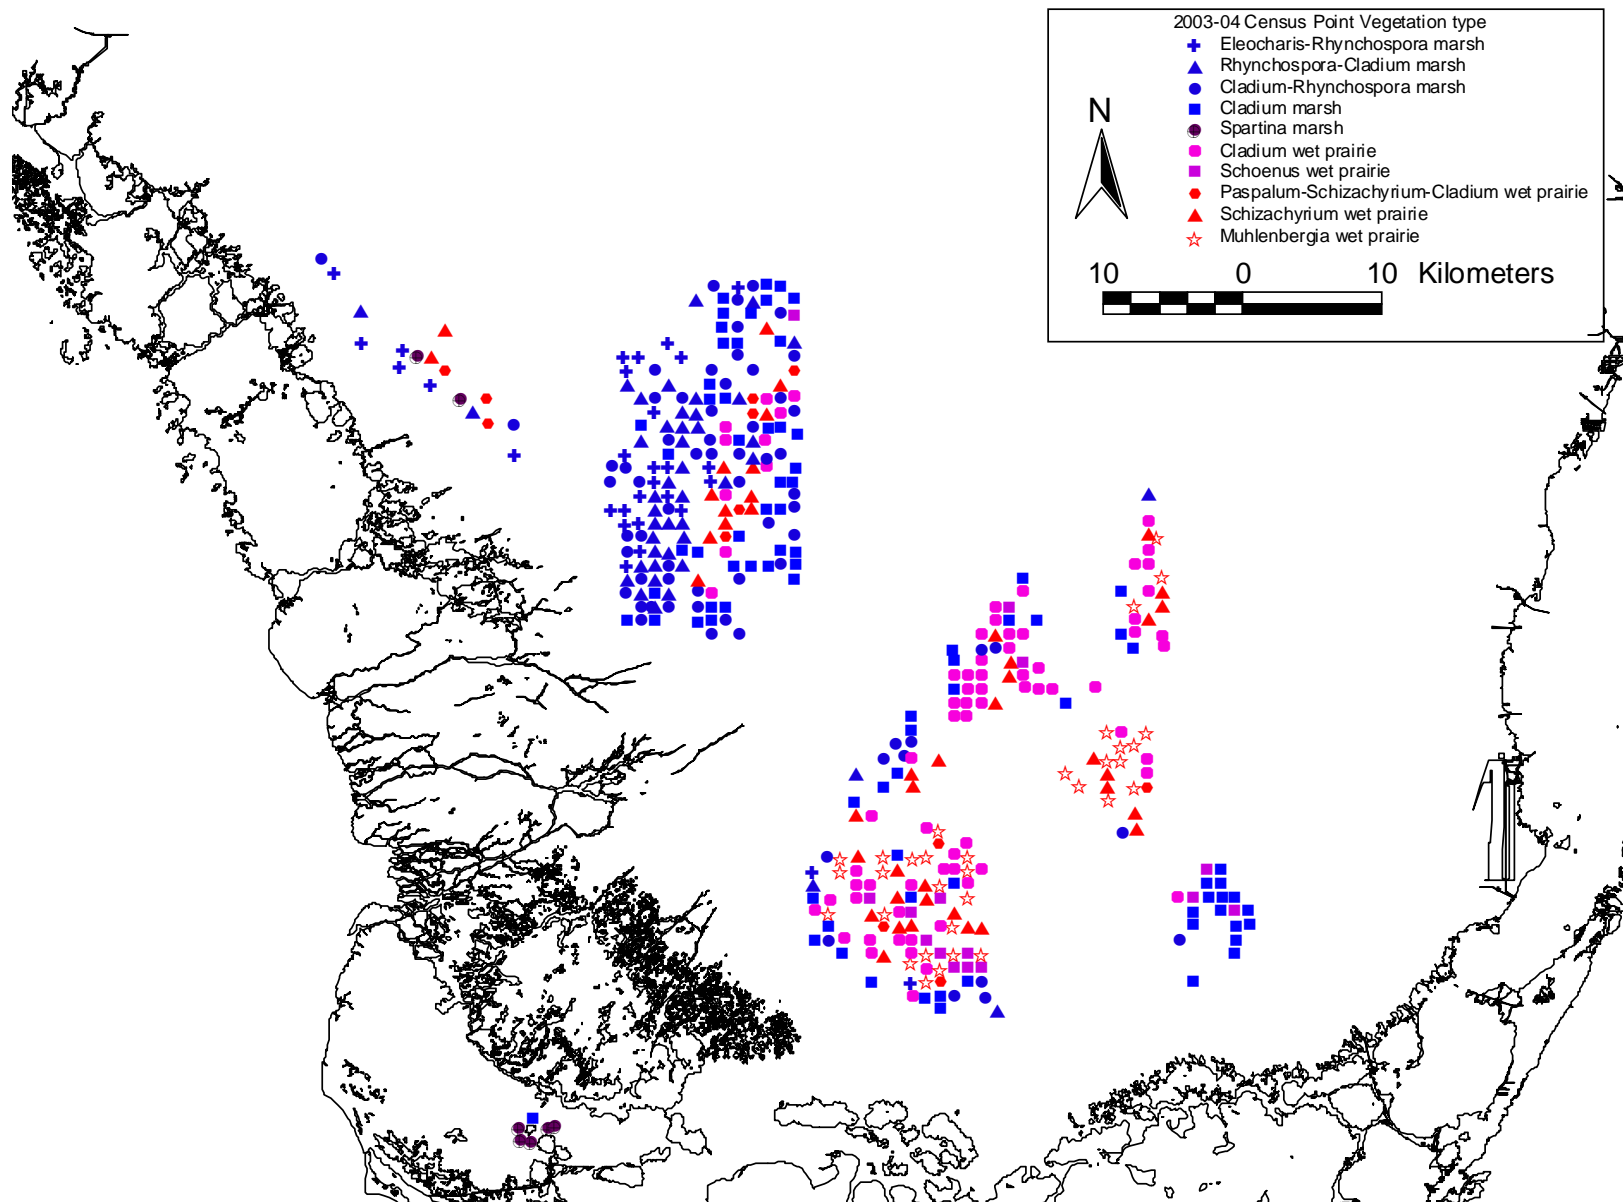 2003-04 Census Point Vegetation type
Eleocharis-Rhynchospora marsh
Rhynchospora-Cladium marsh
Cladium-Rhynchospora marsh
Cladium marsh
Spartina marsh
Cladium wet prairie
Schoenus wet prairie
Paspalum-Schizachyrium-Cladium wet prairie
Schizachyrium wet prairie
Muhlenbergia wet prairie
N
10 0 10 Kilometers